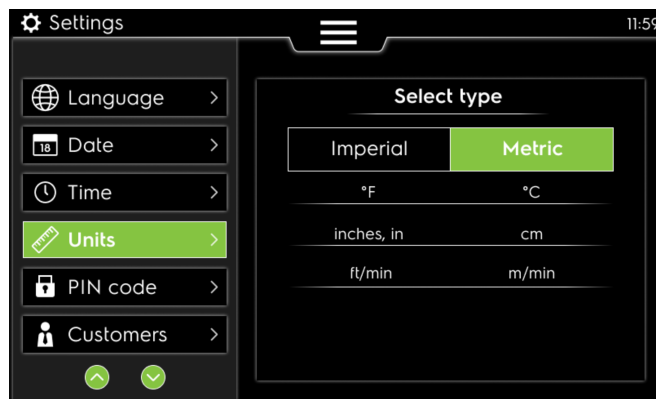 Settings
11:59
Language
18 Date
Time
Units
PIN code
Customers
Select type
Imperial Metric
°F °C
inches, in cm
ft/min m/min